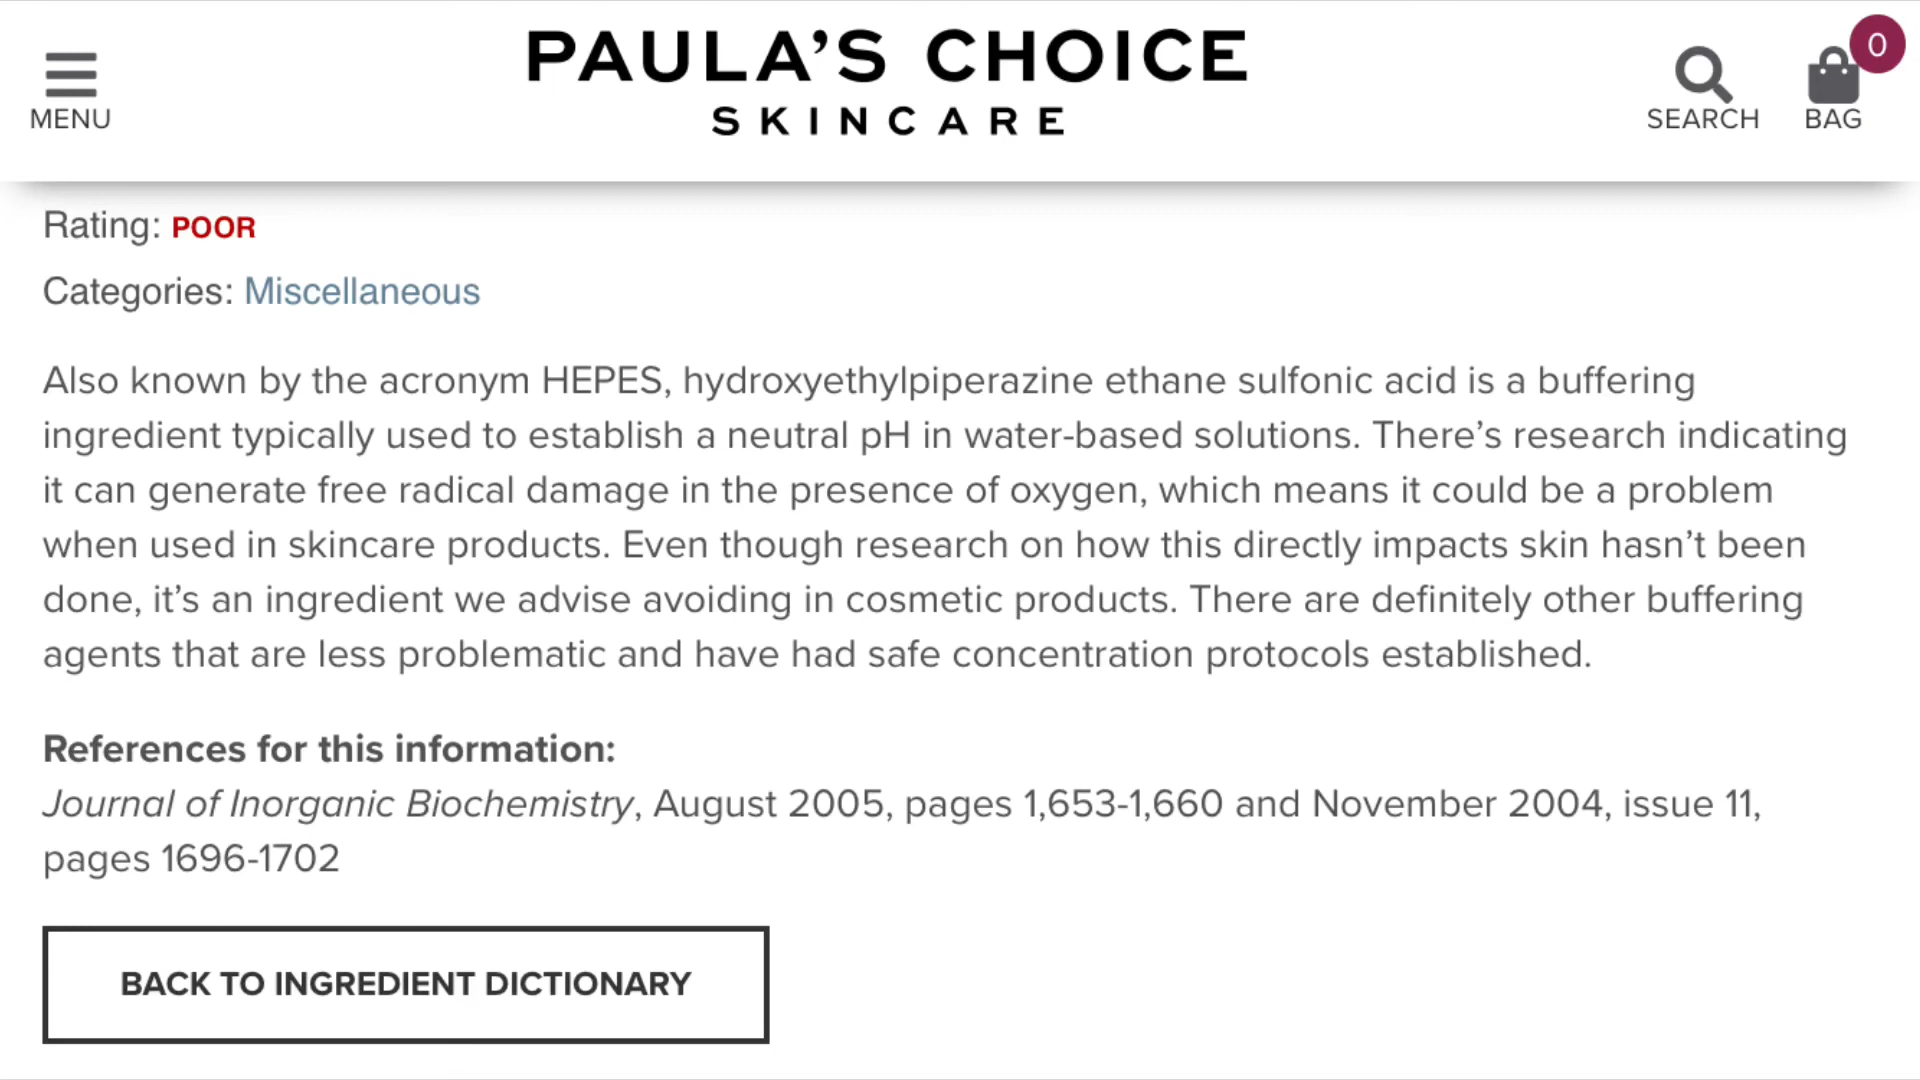 PAULA’S CHOICE
SKINCARE
MENU
SEARCH
BAG
0
Rating: POOR
Categories: Miscellaneous
Also known by the acronym HEPES, hydroxyethylpiperazine ethane sulfonic acid is a buffering
ingredient typically used to establish a neutral pH in water-based solutions. There’s research indicating
it can generate free radical damage in the presence of oxygen, which means it could be a problem
when used in skincare products. Even though research on how this directly impacts skin hasn’t been
done, it’s an ingredient we advise avoiding in cosmetic products. There are definitely other buffering
agents that are less problematic and have had safe concentration protocols established.
References for this information:
Journal of Inorganic Biochemistry, August 2005, pages 1,653-1,660 and November 2004, issue 11,
pages 1696-1702
BACK TO INGREDIENT DICTIONARY